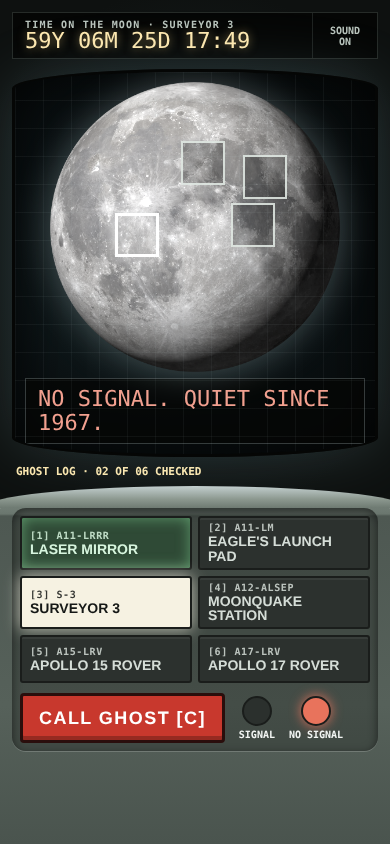 TIME ON THE MOON · SURVEYOR 3
59Y 06M 25D 17:49
SOUND
ON
NO SIGNAL. QUIET SINCE
1967.
GHOST LOG · 02 OF 06 CHECKED
[1] A11-LRRR
LASER MIRROR
[2] A11-LM
EAGLE'S LAUNCH
PAD
[3] S-3
SURVEYOR 3
[4] A12-ALSEP
MOONQUAKE
STATION
[5] A15-LRV
APOLLO 15 ROVER
[6] A17-LRV
APOLLO 17 ROVER
CALL GHOST [C]
SIGNAL
NO SIGNAL